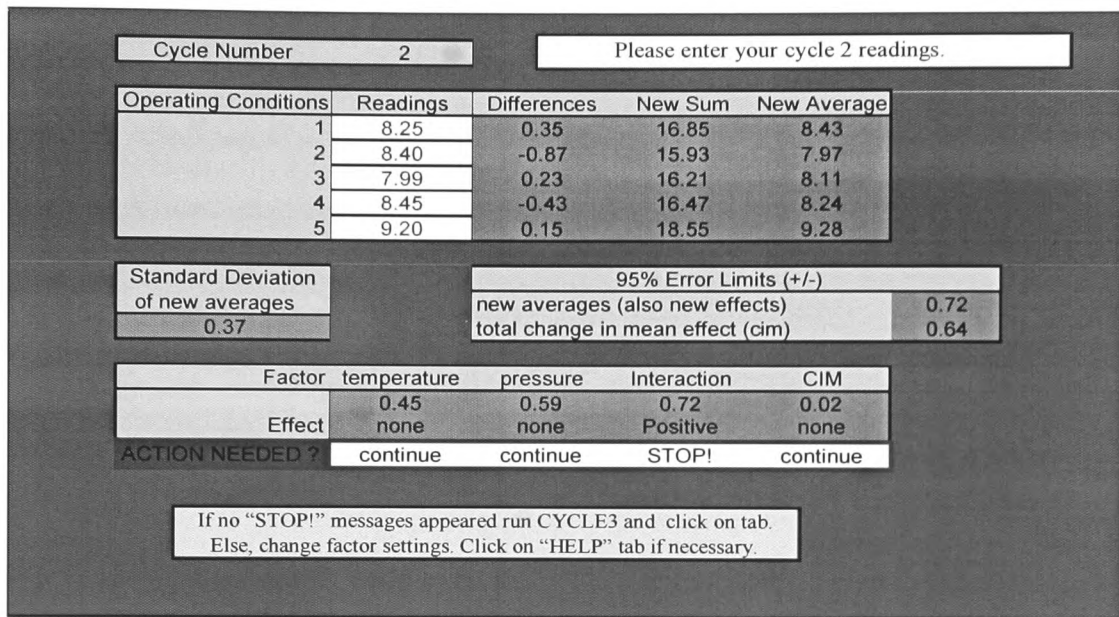 Cycle Number 2 Please enter your cycle 2 readings.
Operating Conditions Readings Differences New Sum New Average
1 8.25 0.35 16.85 8.43
2 8.40 -0.87 15.93 7.97
3 7.99 0.23 16.21 8.11
4 8.45 -0.43 16.47 8.24
5 9.20 0.15 18.55 9.28
Standard Deviation 95% Error Limits (+/-)
of new averages new averages (also new effects) 0.72
0.37 total change in mean effect (cim) 0.64
Factor temperature pressure Interaction CIM
0.45 0.59 0.72 0.02
Effect none none Positive none
ACTION NEEDED ? continue continue STOP! continue
If no “STOP!” messages appeared run CYCLE3 and click on tab.
Else, change factor settings. Click on “HELP” tab if necessary.